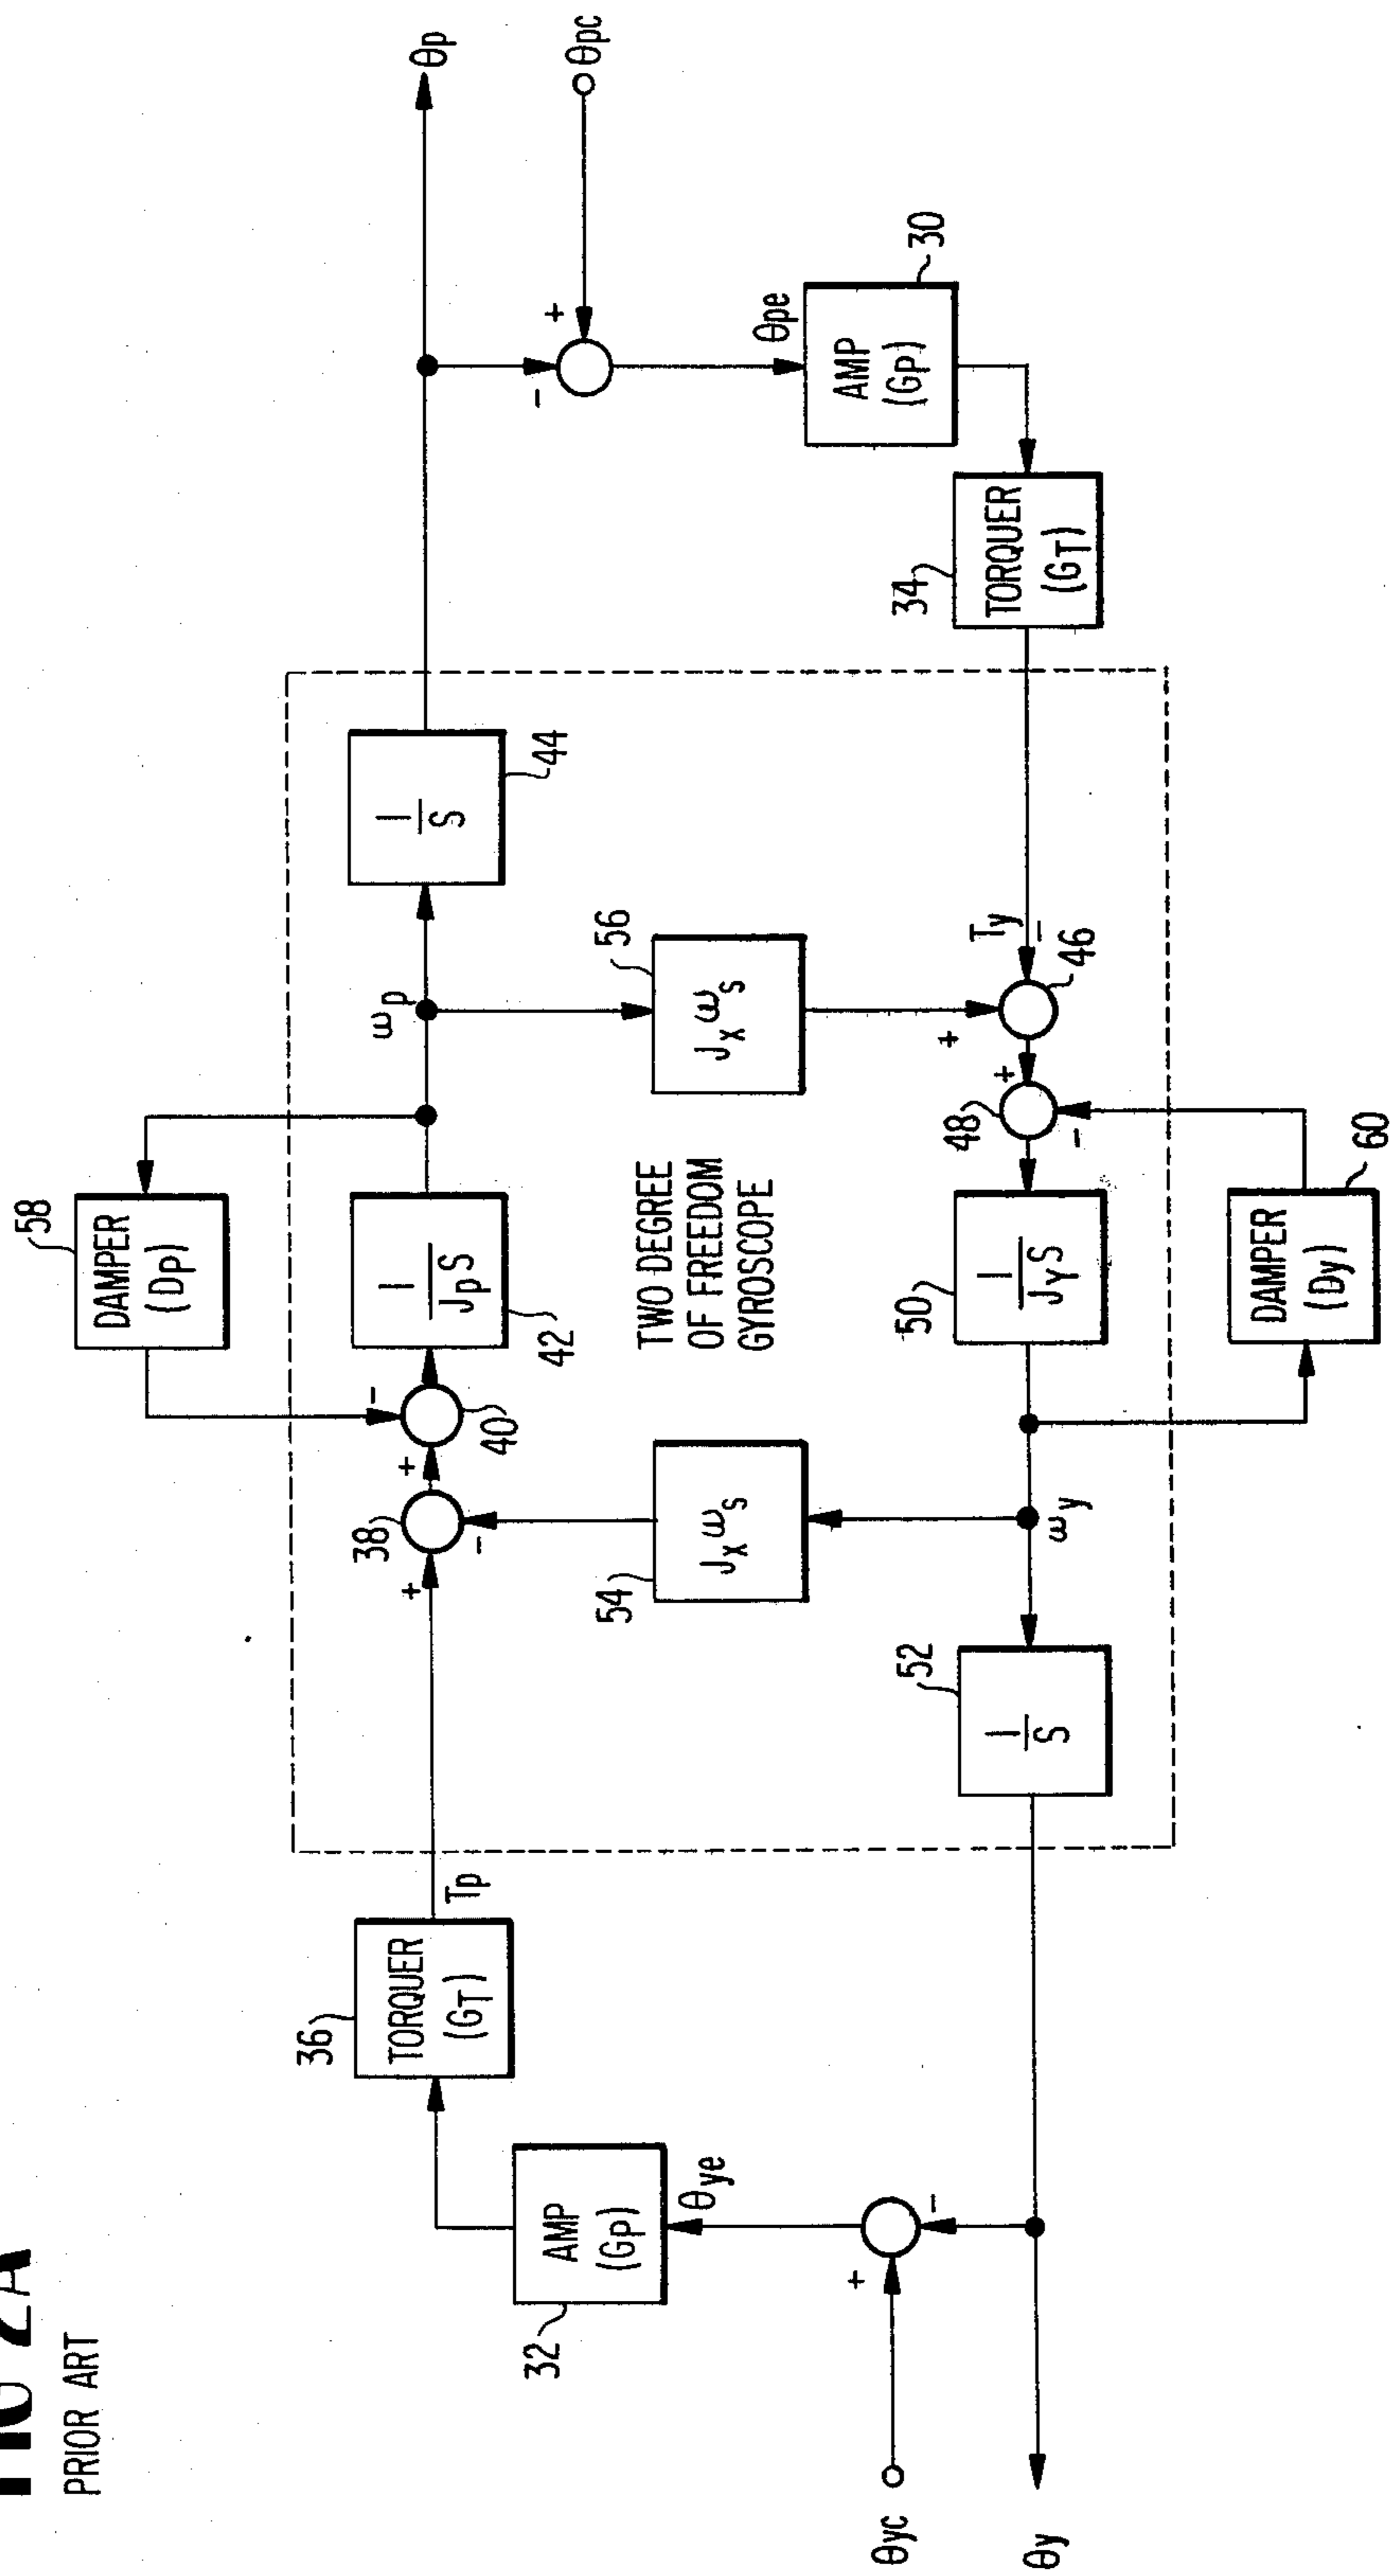 PRIOR ART
58
DAMPER
(Dp)
θp
θpc
+
-
36
TORQUER
(GT)
Tp
+
38
-
+
40
-
1
JpS
42
ωp
1
S
44
θpe
AMP
(Gp)
30
32
AMP
(Gp)
θye
54
Jxωs
TWO DEGREE
OF FREEDOM
GYROSCOPE
56
Jxωs
34
TORQUER
(GT)
Ty
-
46
+
+
48
-
50
1
JyS
ωy
52
1
S
DAMPER
(Dy)
60
θyc
+
-
θy